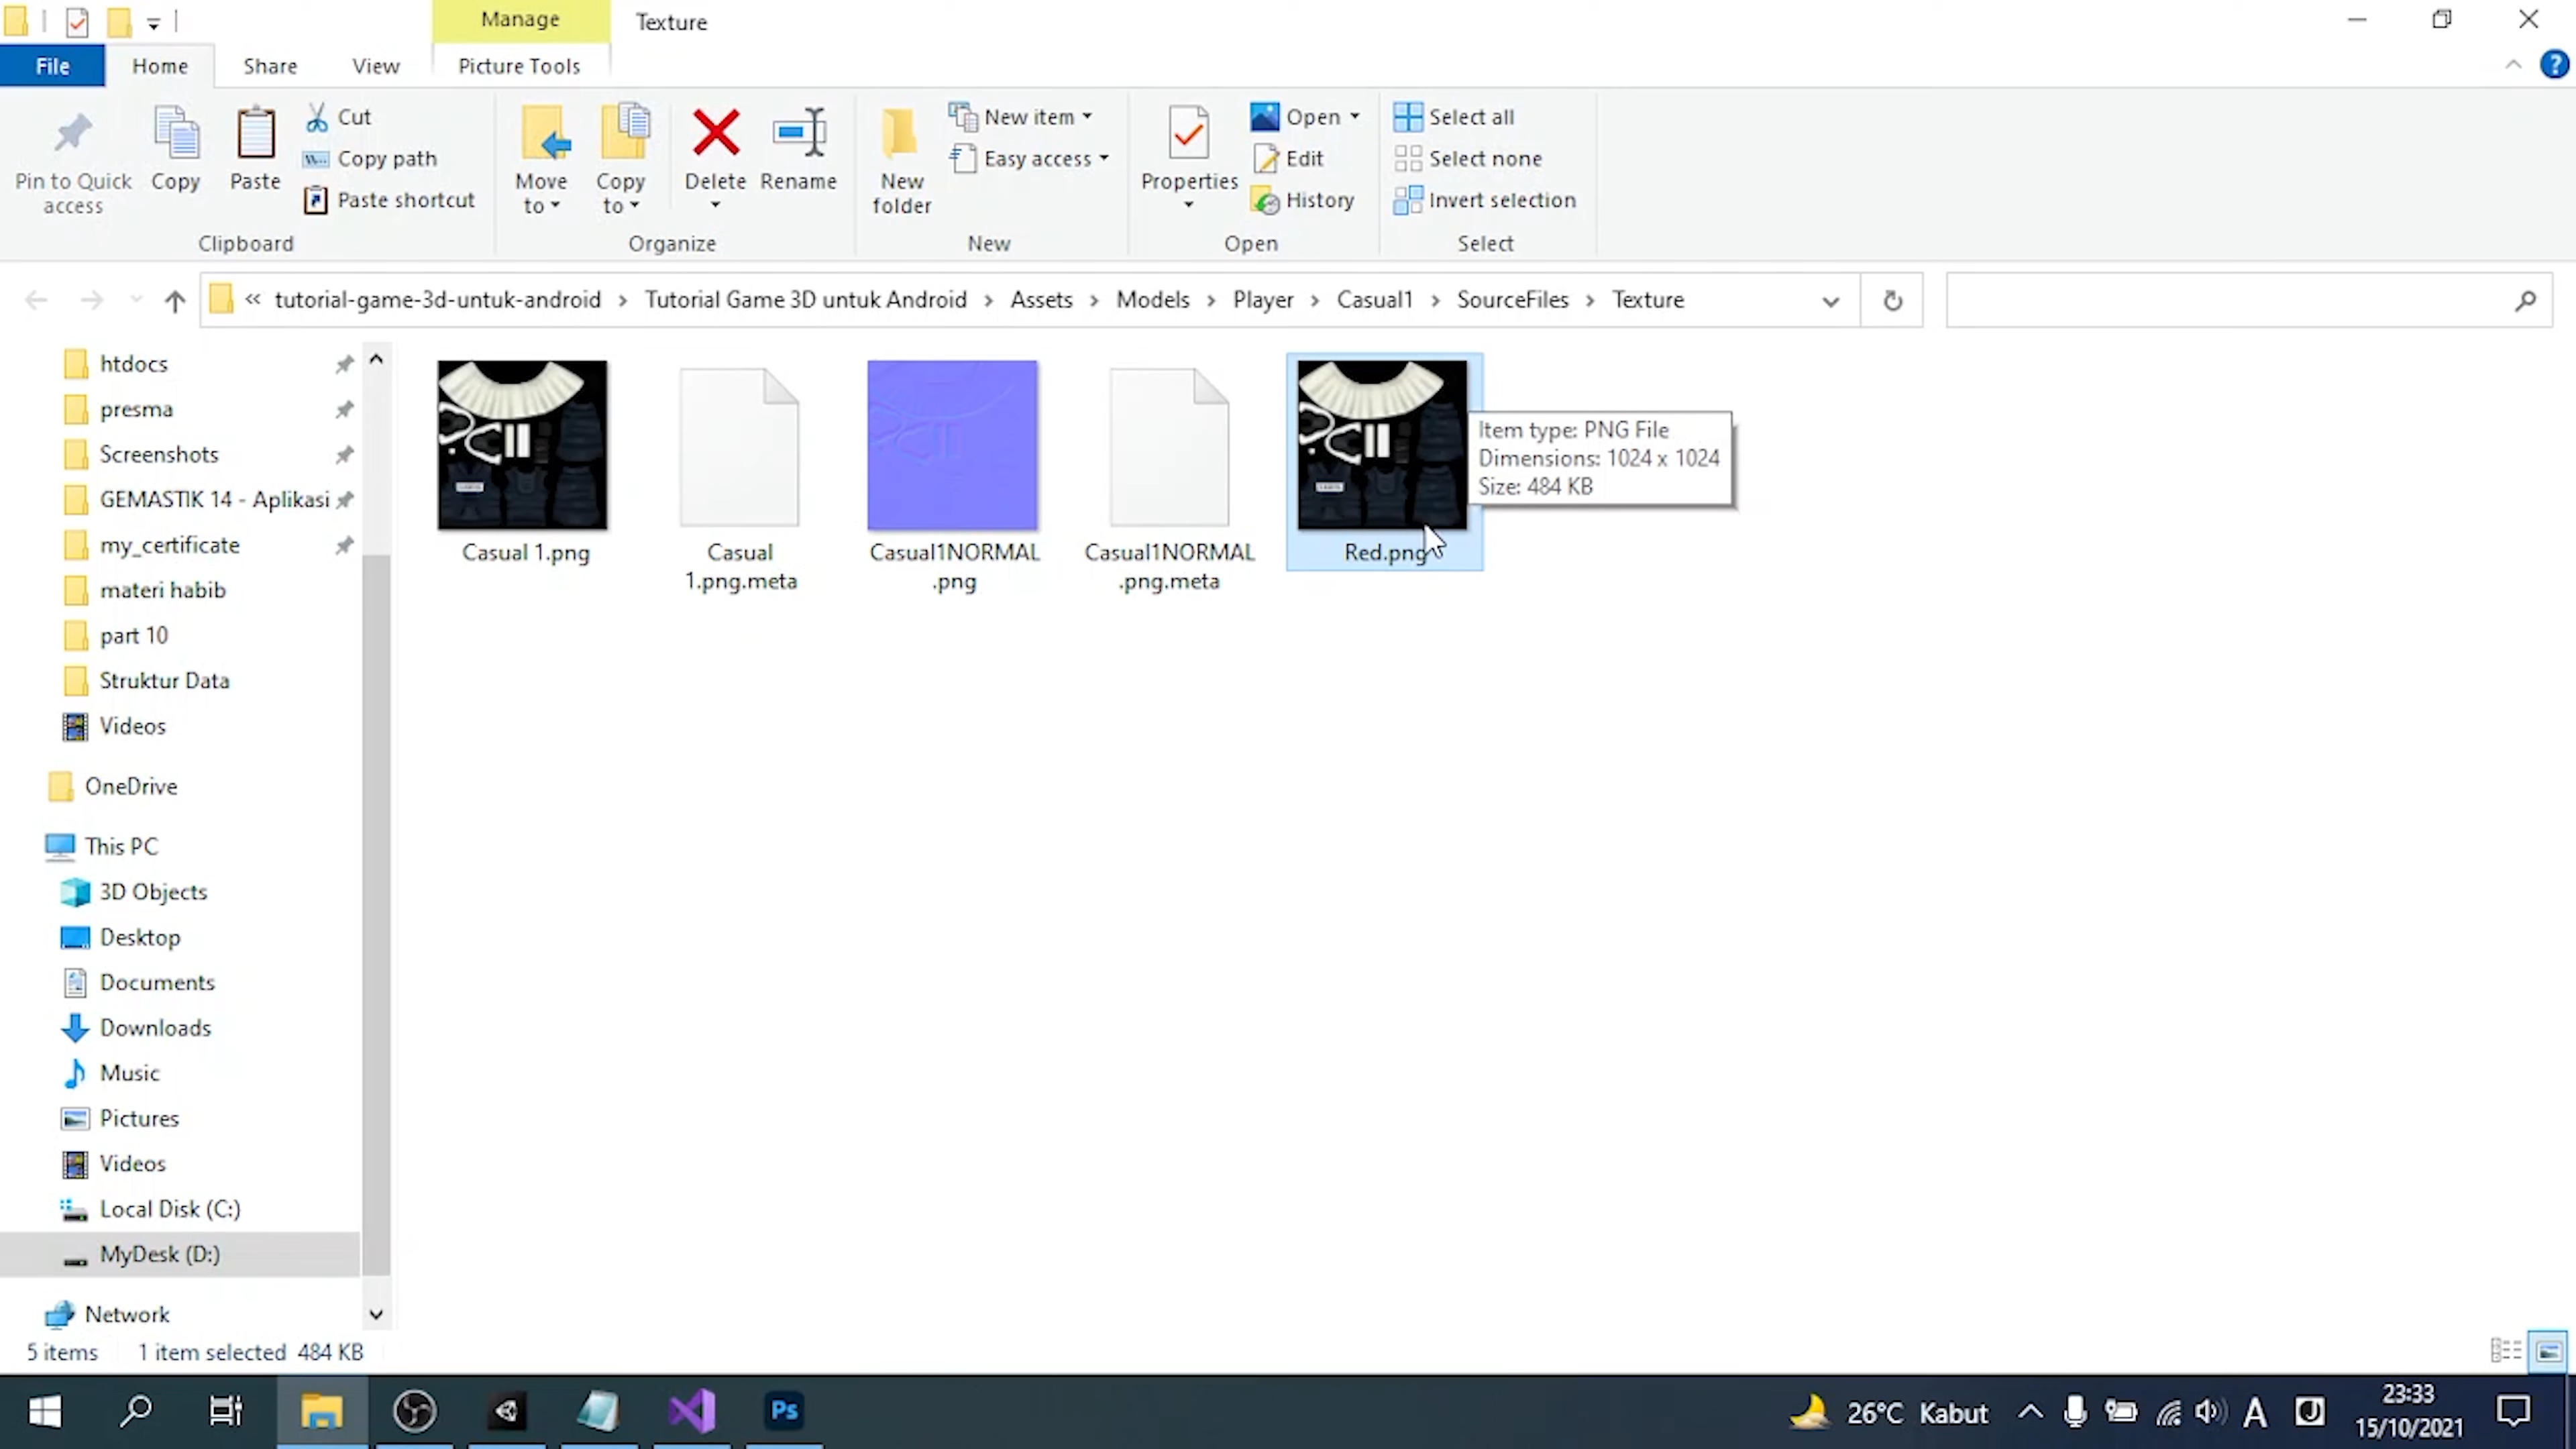 Manage
Texture
File
Home
Share
View
Picture Tools
Pin to Quick access
Copy
Paste
Cut
Copy path
Paste shortcut
Clipboard
Move to
Copy to
Delete
Rename
Organize
New folder
New item
Easy access
New
Properties
Open
Edit
History
Open
Select all
Select none
Invert selection
Select
« tutorial-game-3d-untuk-android › Tutorial Game 3D untuk Android › Assets › Models › Player › Casual1 › SourceFiles › Texture
htdocs
presma
Screenshots
GEMASTIK 14 - Aplikasi
my_certificate
materi habib
part 10
Struktur Data
Videos
OneDrive
This PC
3D Objects
Desktop
Documents
Downloads
Music
Pictures
Videos
Local Disk (C:)
MyDesk (D:)
Network
Casual 1.png
Casual
1.png.meta
Casual1NORMAL
.png
Casual1NORMAL
.png.meta
Red.png
Item type: PNG File
Dimensions: 1024 x 1024
Size: 484 KB
5 items
1 item selected 484 KB
Ps
26°C Kabut
A
23:33
15/10/2021